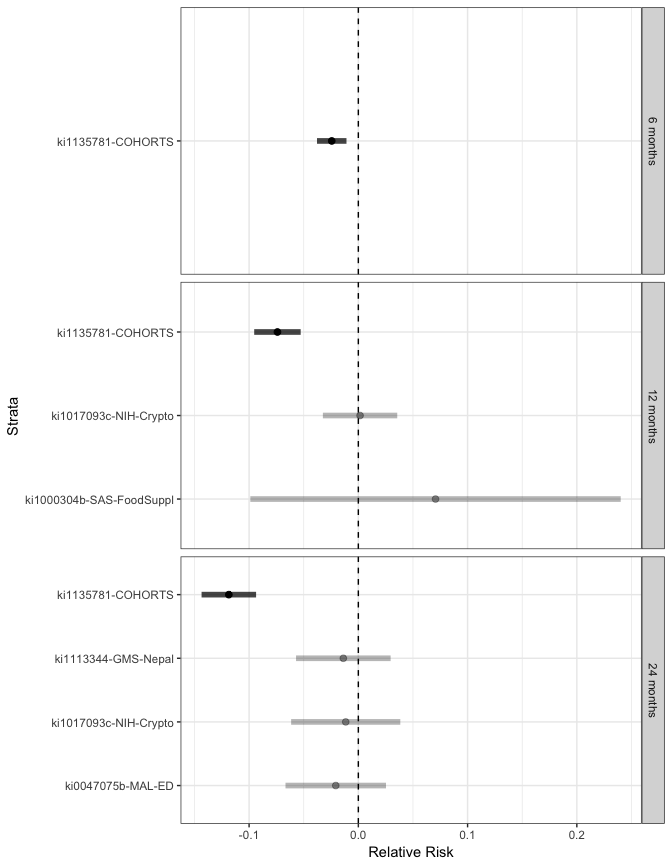 ki1135781-COHORTS
6 months
ki1135781-COHORTS
ki1017093c-NIH-Crypto
ki1000304b-SAS-FoodSuppl
12 months
ki1135781-COHORTS
ki1113344-GMS-Nepal
ki1017093c-NIH-Crypto
ki0047075b-MAL-ED
24 months
Strata
-0.1 0.0 0.1 0.2
Relative Risk